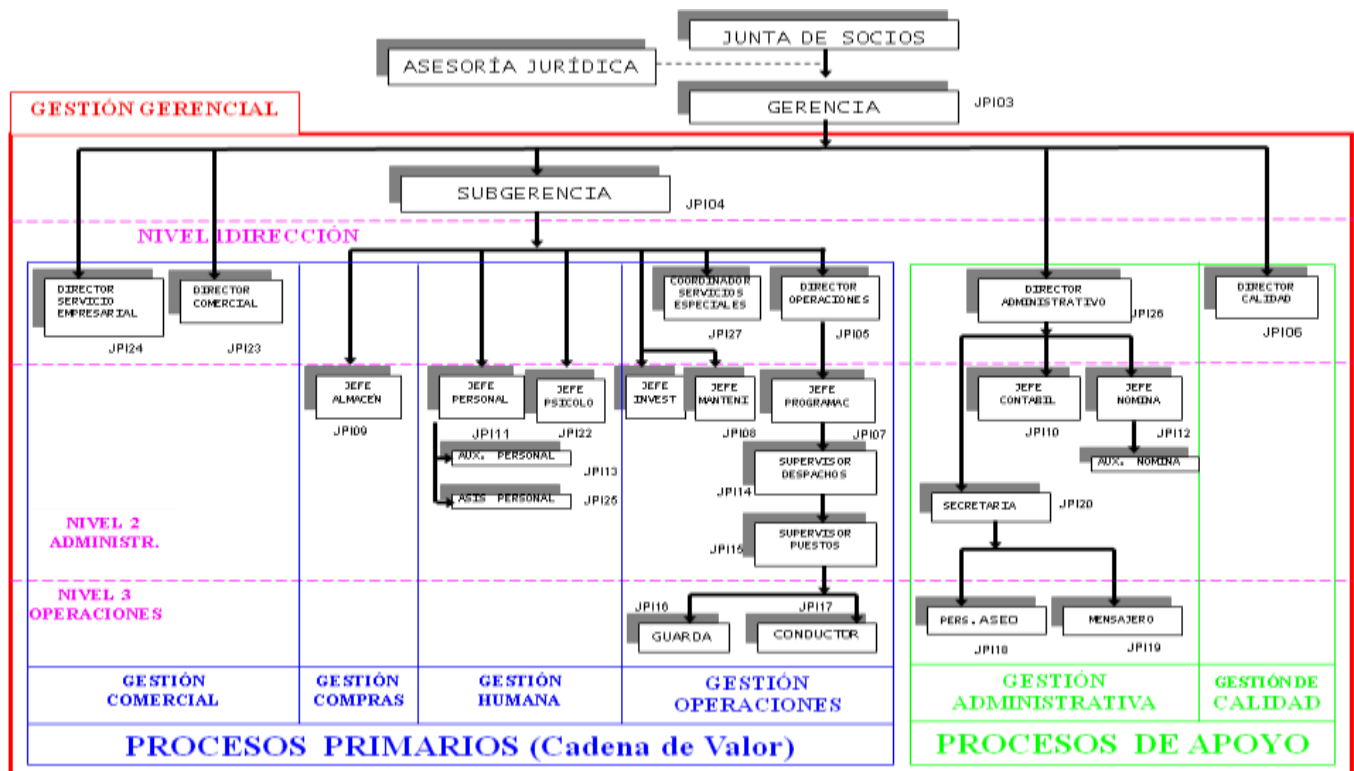 JUNTA DE SOCIOS
ASESORÍA JURÍDICA
GERENCIA
JPI03
GESTIÓN GERENCIAL
SUBGERENCIA
JPI04
NIVEL 1DIRECCIÓN
DIRECTOR
SERVICIO
EMPRESARIAL
JPI24
DIRECTOR
COMERCIAL
JPI23
COORDINADOR
SERVICIOS
ESPECIALES
JPI27
DIRECTOR
OPERACIONES
JPI05
DIRECTOR
ADMINISTRATIVO
JPI26
DIRECTOR
CALIDAD
JPI06
JEFE
ALMACÉN
JPI09
JEFE
PERSONAL
JPI11
JEFE
PSICOLO
JPI22
JEFE
INVEST
JEFE
MANTENI
JPI08
JEFE
PROGRAMAC
JPI07
JEFE
CONTABIL
JPI10
JEFE
NOMINA
JPI12
AUX. PERSONAL
JPI13
ASIS PERSONAL
JPI25
SUPERVISOR
DESPACHOS
JPI14
AUX. NOMINA
SECRETARIA
JPI20
NIVEL 2
ADMINISTR.
SUPERVISOR
PUESTOS
JPI15
NIVEL 3
OPERACIONES
JPI16
GUARDA
JPI17
CONDUCTOR
PERS.ASEO
JPI18
MENSAJERO
JPI19
GESTIÓN
COMERCIAL
GESTIÓN
COMPRAS
GESTIÓN
HUMANA
GESTIÓN
OPERACIONES
GESTIÓN
ADMINISTRATIVA
GESTIÓN DE
CALIDAD
PROCESOS PRIMARIOS (Cadena de Valor)
PROCESOS DE APOYO